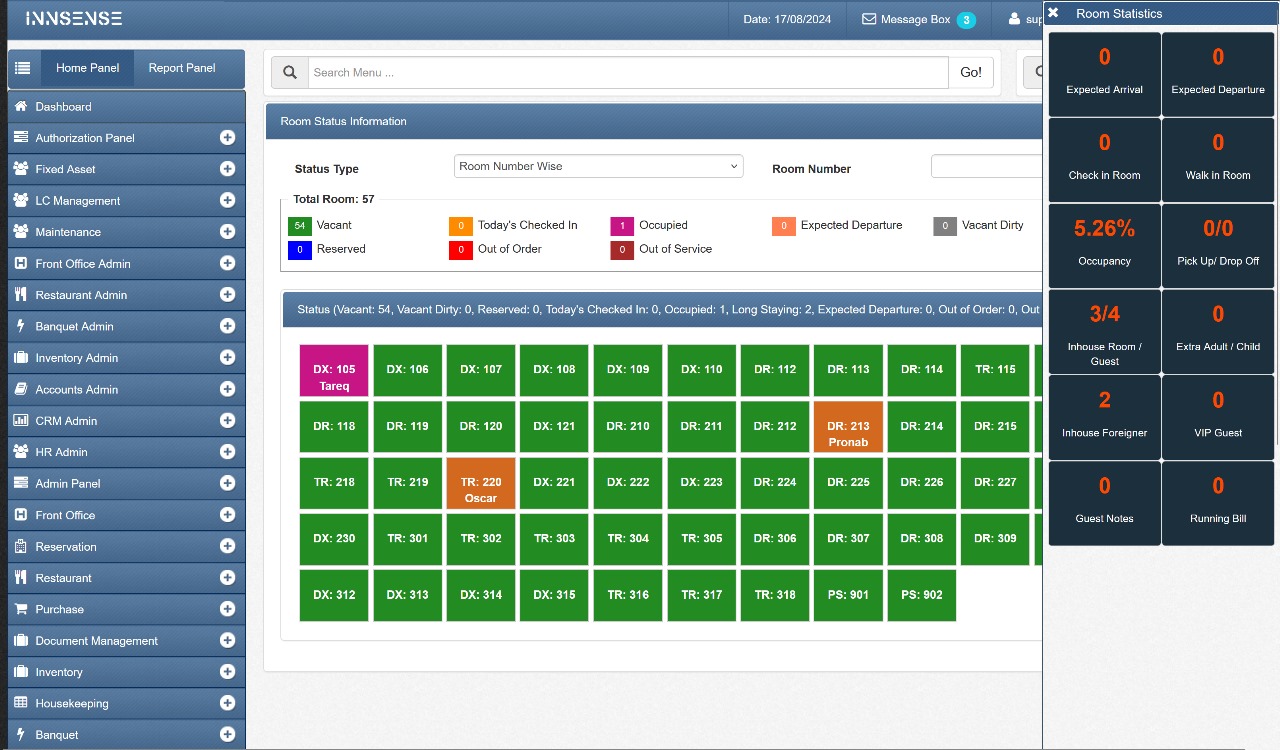 INNSENSE
Date: 17/08/2024
Message Box 3
sup
Home Panel
Report Panel
Dashboard
Authorization Panel
Fixed Asset
LC Management
Maintenance
Front Office Admin
Restaurant Admin
Banquet Admin
Inventory Admin
Accounts Admin
CRM Admin
HR Admin
Admin Panel
Front Office
Reservation
Restaurant
Purchase
Document Management
Inventory
Housekeeping
Banquet
Search Menu ...
Go!
Room Status Information
Status Type
Room Number Wise
Room Number
Total Room: 57
54 Vacant
0 Today's Checked In
1 Occupied
0 Expected Departure
0 Vacant Dirty
0 Reserved
0 Out of Order
0 Out of Service
Status (Vacant: 54, Vacant Dirty: 0, Reserved: 0, Today's Checked In: 0, Occupied: 1, Long Staying: 2, Expected Departure: 0, Out of Order: 0, Out
DX: 105
Tareq
DX: 106
DX: 107
DX: 108
DX: 109
DX: 110
DR: 112
DR: 113
DR: 114
TR: 115
DR: 118
DR: 119
DR: 120
DX: 121
DR: 210
DR: 211
DR: 212
DR: 213
Pronab
DR: 214
DR: 215
TR: 218
TR: 219
TR: 220
Oscar
DX: 221
DX: 222
DX: 223
DR: 224
DR: 225
DR: 226
DR: 227
DX: 230
TR: 301
TR: 302
TR: 303
TR: 304
TR: 305
DR: 306
DR: 307
DR: 308
DR: 309
DX: 312
DX: 313
DX: 314
DX: 315
TR: 316
TR: 317
TR: 318
PS: 901
PS: 902
Room Statistics
0
Expected Arrival
0
Expected Departure
0
Check in Room
0
Walk in Room
5.26%
Occupancy
0/0
Pick Up/ Drop Off
3/4
Inhouse Room /
Guest
0
Extra Adult / Child
2
Inhouse Foreigner
0
VIP Guest
0
Guest Notes
0
Running Bill